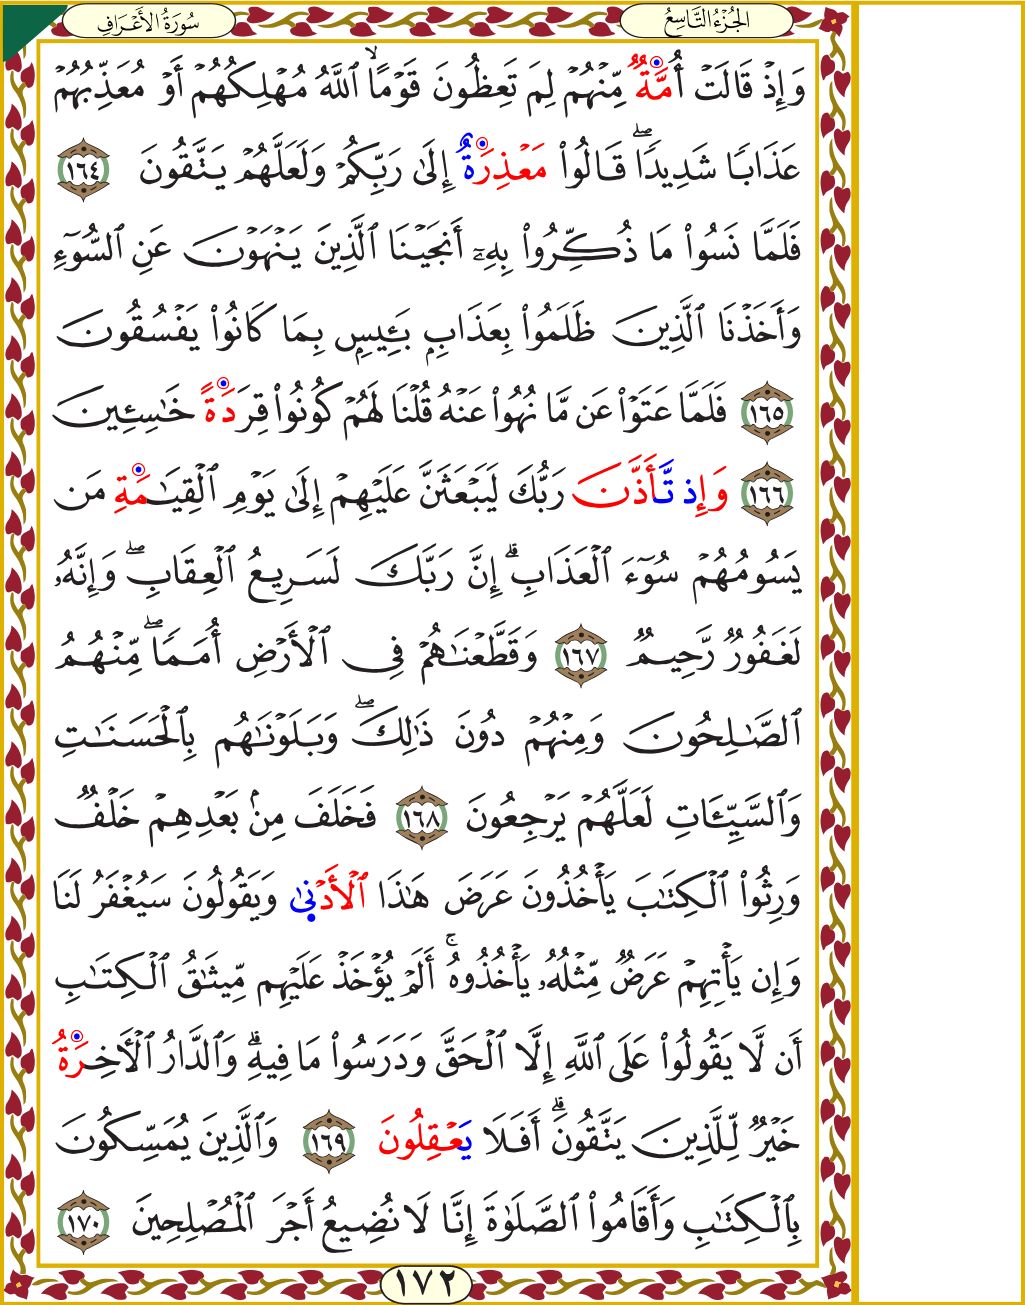 الجُزْءُ التَّاسِعُ
سُورَةُ الأَعْرَافِ
وَإِذْ قَالَتْ أُمَّةٌ مِّنْهُمْ لِمَ تَعِظُونَ قَوْمًا ۙ ٱللَّهُ مُهْلِكُهُمْ أَوْ مُعَذِّبُهُمْ
عَذَابًا شَدِيدًا ۖ قَالُوا۟ مَعْذِرَةٌ إِلَىٰ رَبِّكُمْ وَلَعَلَّهُمْ يَتَّقُونَ ١٦٤
فَلَمَّا نَسُوا۟ مَا ذُكِّرُوا۟ بِهِۦٓ أَنجَيْنَا ٱلَّذِينَ يَنْهَوْنَ عَنِ ٱلسُّوٓءِ
وَأَخَذْنَا ٱلَّذِينَ ظَلَمُوا۟ بِعَذَابٍۭ بَـِٔيسٍۭ بِمَا كَانُوا۟ يَفْسُقُونَ
١٦٥ فَلَمَّا عَتَوْا۟ عَن مَّا نُهُوا۟ عَنْهُ قُلْنَا لَهُمْ كُونُوا۟ قِرَدَةً خَـٰسِـِٔينَ
١٦٦ وَإِذ تَّأَذَّنَ رَبُّكَ لَيَبْعَثَنَّ عَلَيْهِمْ إِلَىٰ يَوْمِ ٱلْقِيَـٰمَةِ مَن
يَسُومُهُمْ سُوٓءَ ٱلْعَذَابِ ۗ إِنَّ رَبَّكَ لَسَرِيعُ ٱلْعِقَابِ ۖ وَإِنَّهُۥ
لَغَفُورٌ رَّحِيمٌ ١٦٧ وَقَطَّعْنَـٰهُمْ فِى ٱلْأَرْضِ أُمَمًا ۖ مِّنْهُمُ
ٱلصَّـٰلِحُونَ وَمِنْهُمْ دُونَ ذَٰلِكَ ۖ وَبَلَوْنَـٰهُم بِٱلْحَسَنَـٰتِ
وَٱلسَّيِّـَٔاتِ لَعَلَّهُمْ يَرْجِعُونَ ١٦٨ فَخَلَفَ مِنۢ بَعْدِهِمْ خَلْفٌ
وَرِثُوا۟ ٱلْكِتَـٰبَ يَأْخُذُونَ عَرَضَ هَـٰذَا ٱلْأَدْنَىٰ وَيَقُولُونَ سَيُغْفَرُ لَنَا
وَإِن يَأْتِهِمْ عَرَضٌ مِّثْلُهُۥ يَأْخُذُوهُ ۚ أَلَمْ يُؤْخَذْ عَلَيْهِم مِّيثَـٰقُ ٱلْكِتَـٰبِ
أَن لَّا يَقُولُوا۟ عَلَى ٱللَّهِ إِلَّا ٱلْحَقَّ وَدَرَسُوا۟ مَا فِيهِ ۗ وَٱلدَّارُ ٱلْـَٔاخِرَةُ
خَيْرٌ لِّلَّذِينَ يَتَّقُونَ ۗ أَفَلَا يَعْقِلُونَ ١٦٩ وَٱلَّذِينَ يُمَسِّكُونَ
بِٱلْكِتَـٰبِ وَأَقَامُوا۟ ٱلصَّلَوٰةَ إِنَّا لَا نُضِيعُ أَجْرَ ٱلْمُصْلِحِينَ ١٧٠
١٧٢